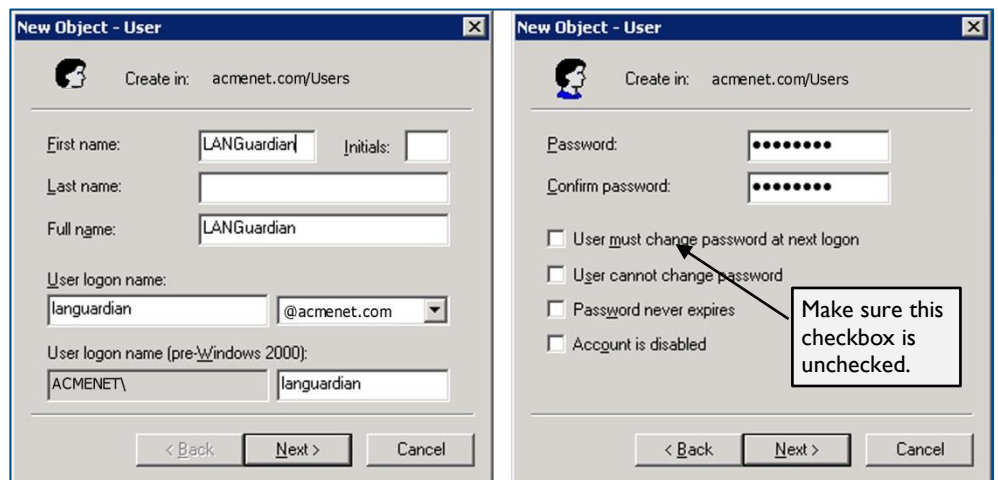 New Object - User
Create in: acmenet.com/Users
First name: LANGuardian Initials:
Last name:
Full name: LANGuardian
User logon name:
languardian @acmenet.com
User logon name (pre-Windows 2000):
ACMENET\ languardian
< Back Next > Cancel
New Object - User
Create in: acmenet.com/Users
Password: ●●●●●●●●
Confirm password: ●●●●●●●●
User must change password at next logon
User cannot change password
Password never expires
Account is disabled
Make sure this
checkbox is
unchecked.
< Back Next > Cancel